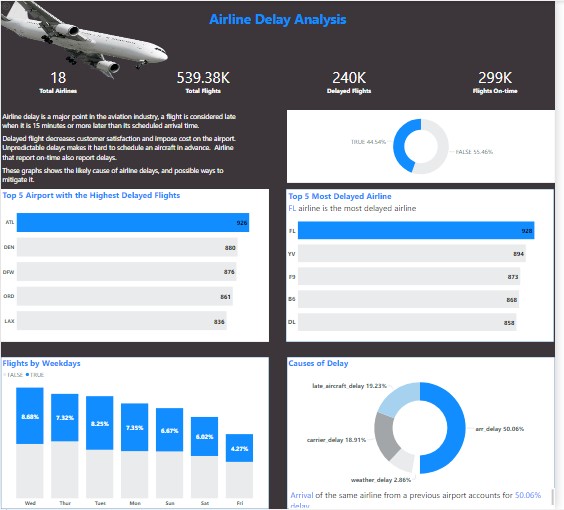 Airline Delay Analysis
18
Total Airlines
539.38K
Total Flights
240K
Delayed Flights
299K
Flights On-time
Airline delay is a major point in the aviation industry, a flight is considered late
when it is 15 minutes or more later than its scheduled arrival time.
Delayed flight decreases customer satisfaction and impose cost on the airport.
Unpredictable delays makes it hard to schedule an aircraft in advance. Airline
that report on-time also report delays.
These graphs shows the likely cause of airline delays, and possible ways to
mitigate it.
TRUE 44.54%
FALSE 55.46%
Top 5 Airport with the Highest Delayed Flights
ATL 926
DEN 880
DFW 876
ORD 861
LAX 836
Top 5 Most Delayed Airline
FL airline is the most delayed airline
FL 928
YV 894
F9 873
B6 868
DL 858
Flights by Weekdays
FALSE TRUE
8.68%
7.32%
8.25%
7.35%
6.67%
6.02%
4.27%
Wed Thur Tues Mon Sun Sat Fri
Causes of Delay
late_aircraft_delay 19.23%
arr_delay 50.06%
carrier_delay 18.91%
weather_delay 2.86%
Arrival of the same airline from a previous airport accounts for 50.06%
delay